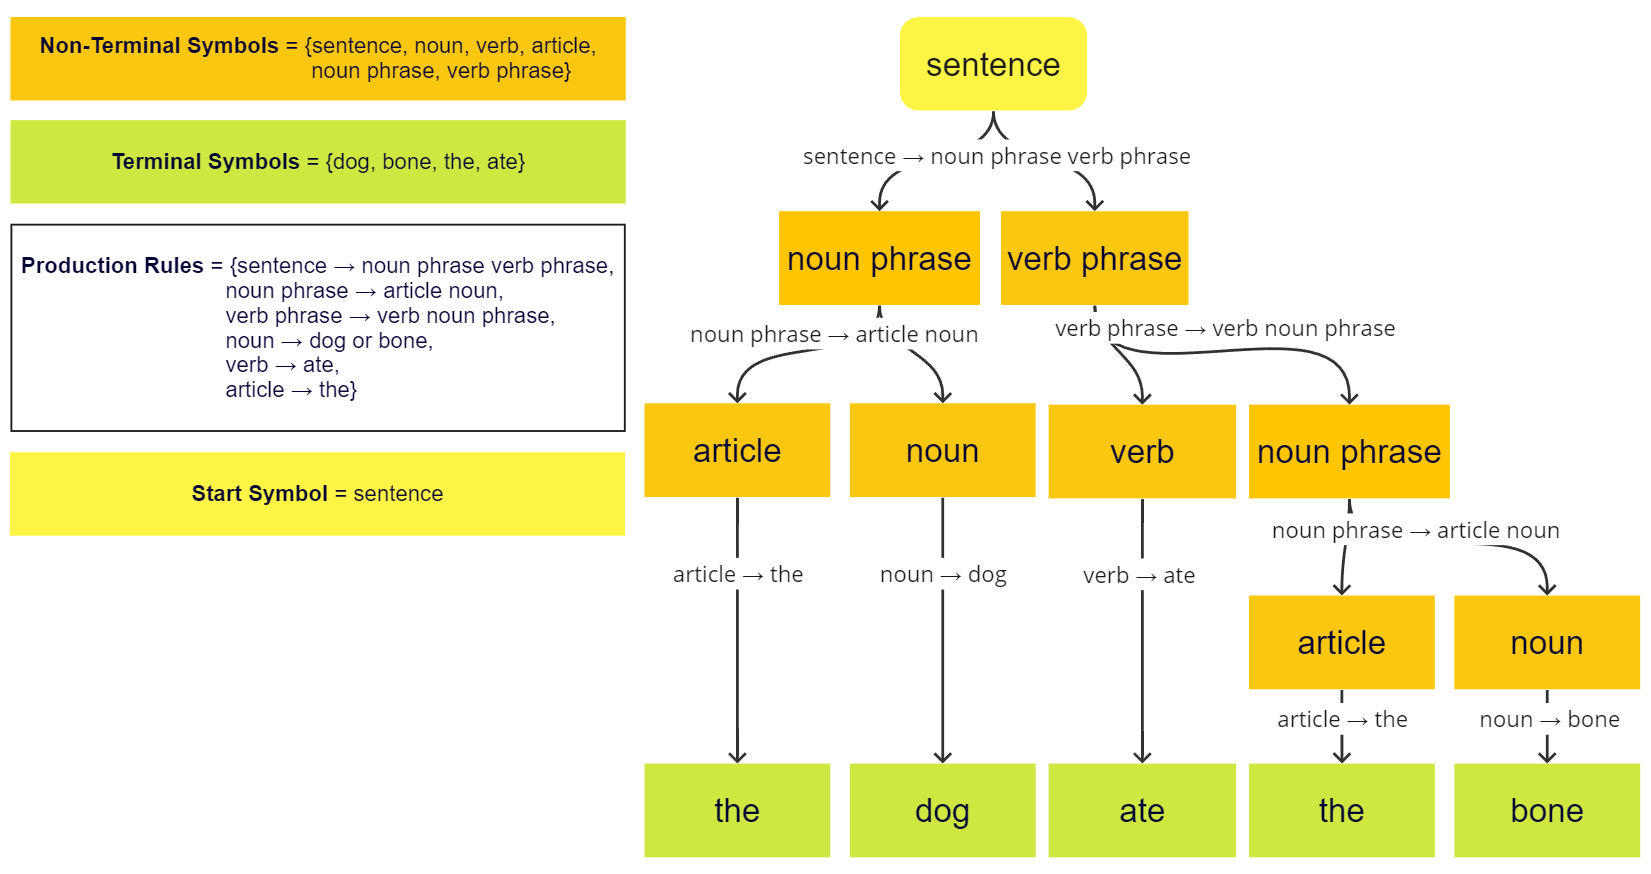 Non-Terminal Symbols = {sentence, noun, verb, article,
noun phrase, verb phrase}
Terminal Symbols = {dog, bone, the, ate}
Production Rules = {sentence → noun phrase verb phrase,
noun phrase → article noun,
verb phrase → verb noun phrase,
noun → dog or bone,
verb → ate,
article → the}
Start Symbol = sentence
sentence
sentence → noun phrase verb phrase
noun phrase
verb phrase
noun phrase → article noun
verb phrase → verb noun phrase
article
noun
verb
noun phrase
noun phrase → article noun
article → the
noun → dog
verb → ate
article
noun
article → the
noun → bone
the
dog
ate
the
bone